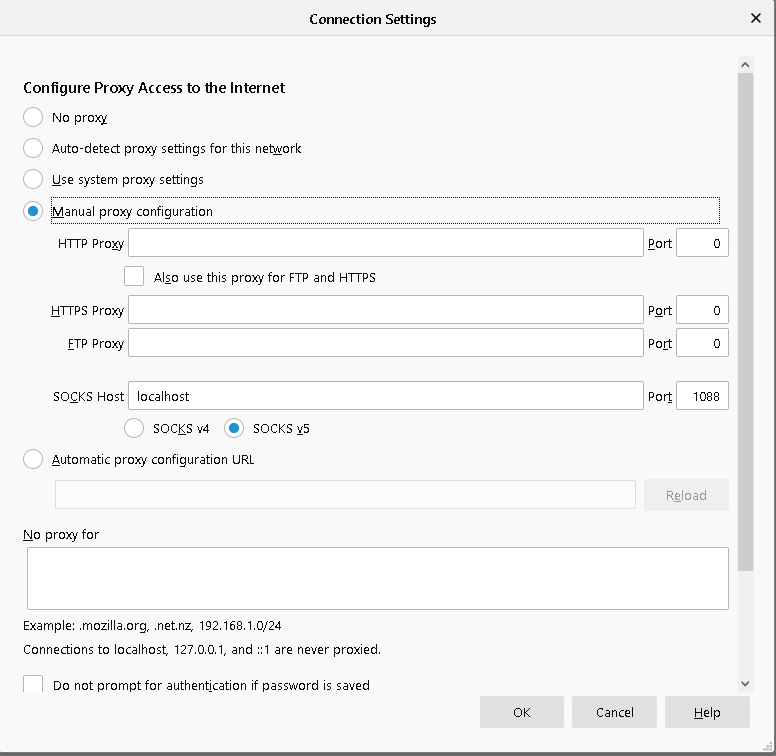 Connection Settings
Configure Proxy Access to the Internet
No proxy
Auto-detect proxy settings for this network
Use system proxy settings
Manual proxy configuration
HTTP Proxy Port 0
Also use this proxy for FTP and HTTPS
HTTPS Proxy Port 0
FTP Proxy Port 0
SOCKS Host localhost Port 1088
SOCKS v4 SOCKS v5
Automatic proxy configuration URL
Reload
No proxy for
Example: .mozilla.org, .net.nz, 192.168.1.0/24
Connections to localhost, 127.0.0.1, and ::1 are never proxied.
Do not prompt for authentication if password is saved
OK Cancel Help